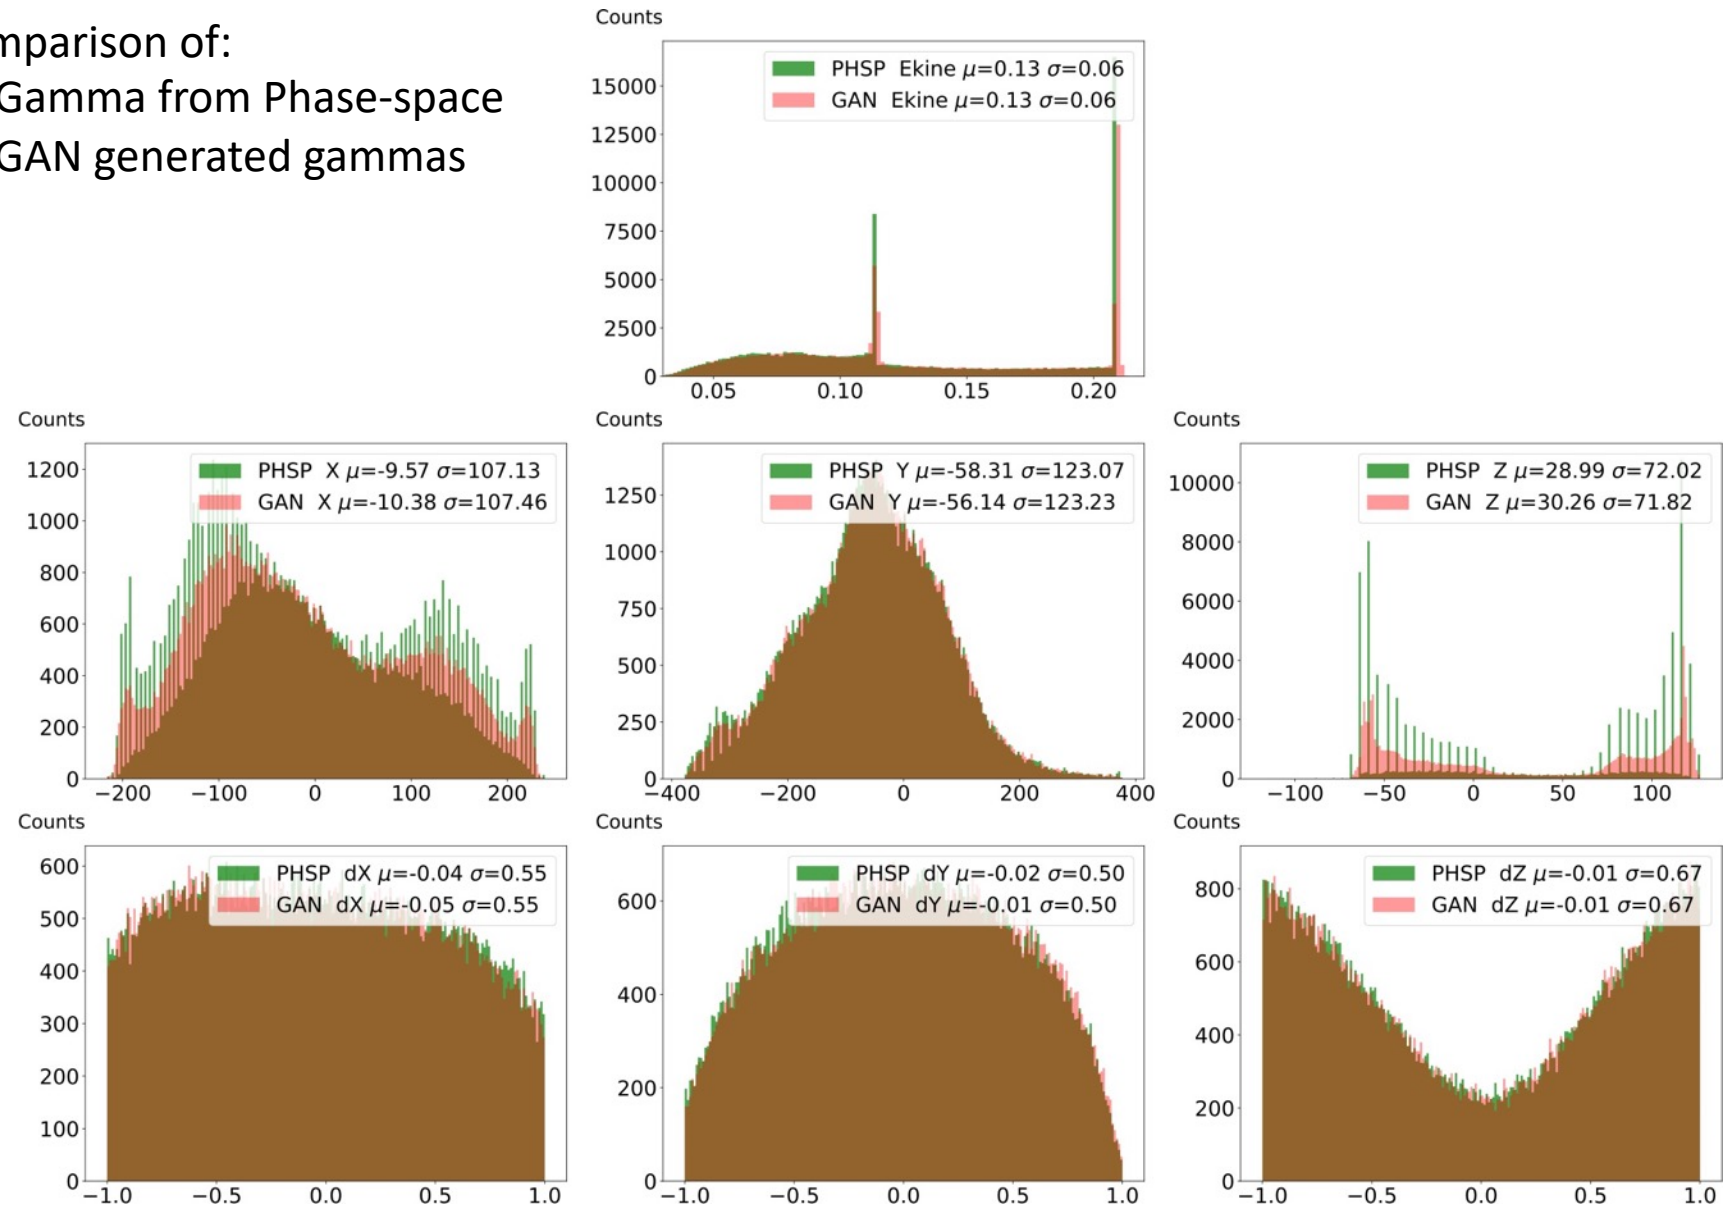 mparison of:
Gamma from Phase-space
GAN generated gammas
Counts
PHSP Ekine μ=0.13 σ=0.06
GAN Ekine μ=0.13 σ=0.06
15000
12500
10000
7500
5000
2500
0
0.05 0.10 0.15 0.20
Counts
PHSP X μ=-9.57 σ=107.13
GAN X μ=-10.38 σ=107.46
1200
1000
800
600
400
200
0
−200 −100 0 100 200
Counts
PHSP Y μ=-58.31 σ=123.07
GAN Y μ=-56.14 σ=123.23
1250
1000
750
500
250
0
−400 −200 0 200 400
Counts
PHSP Z μ=28.99 σ=72.02
GAN Z μ=30.26 σ=71.82
10000
8000
6000
4000
2000
0
−100 −50 0 50 100
Counts
PHSP dX μ=-0.04 σ=0.55
GAN dX μ=-0.05 σ=0.55
600
500
400
300
200
100
0
−1.0 −0.5 0.0 0.5 1.0
Counts
PHSP dY μ=-0.02 σ=0.50
GAN dY μ=-0.01 σ=0.50
600
400
200
0
−1.0 −0.5 0.0 0.5 1.0
Counts
PHSP dZ μ=-0.01 σ=0.67
GAN dZ μ=-0.01 σ=0.67
800
600
400
200
0
−1.0 −0.5 0.0 0.5 1.0